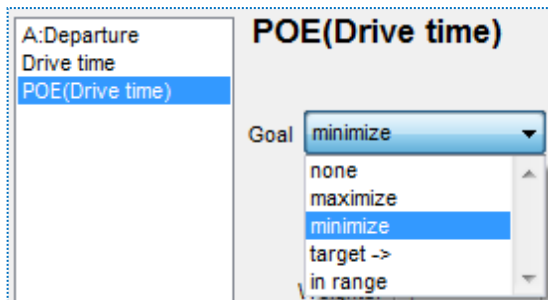 A:Departure
Drive time
POE(Drive time)
POE(Drive time)
Goal minimize
none
maximize
minimize
target ->
in range